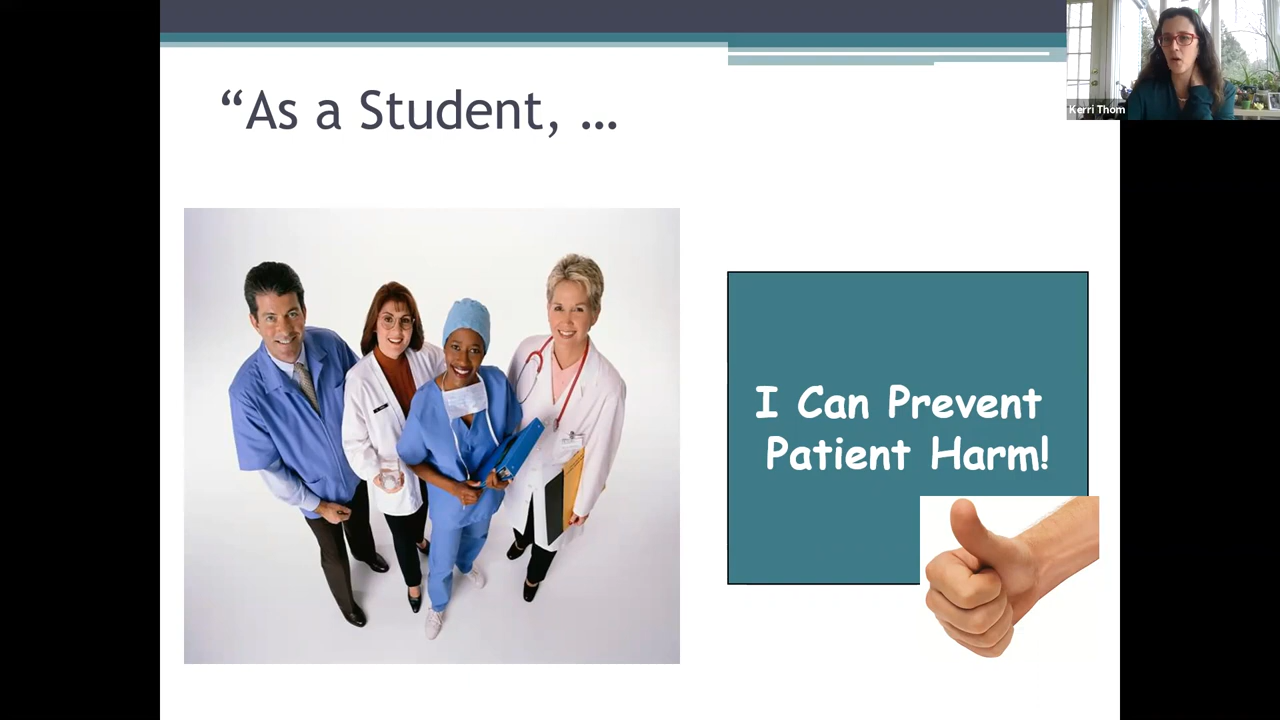 “As a Student, …
Kerri Thom
I Can Prevent
Patient Harm!